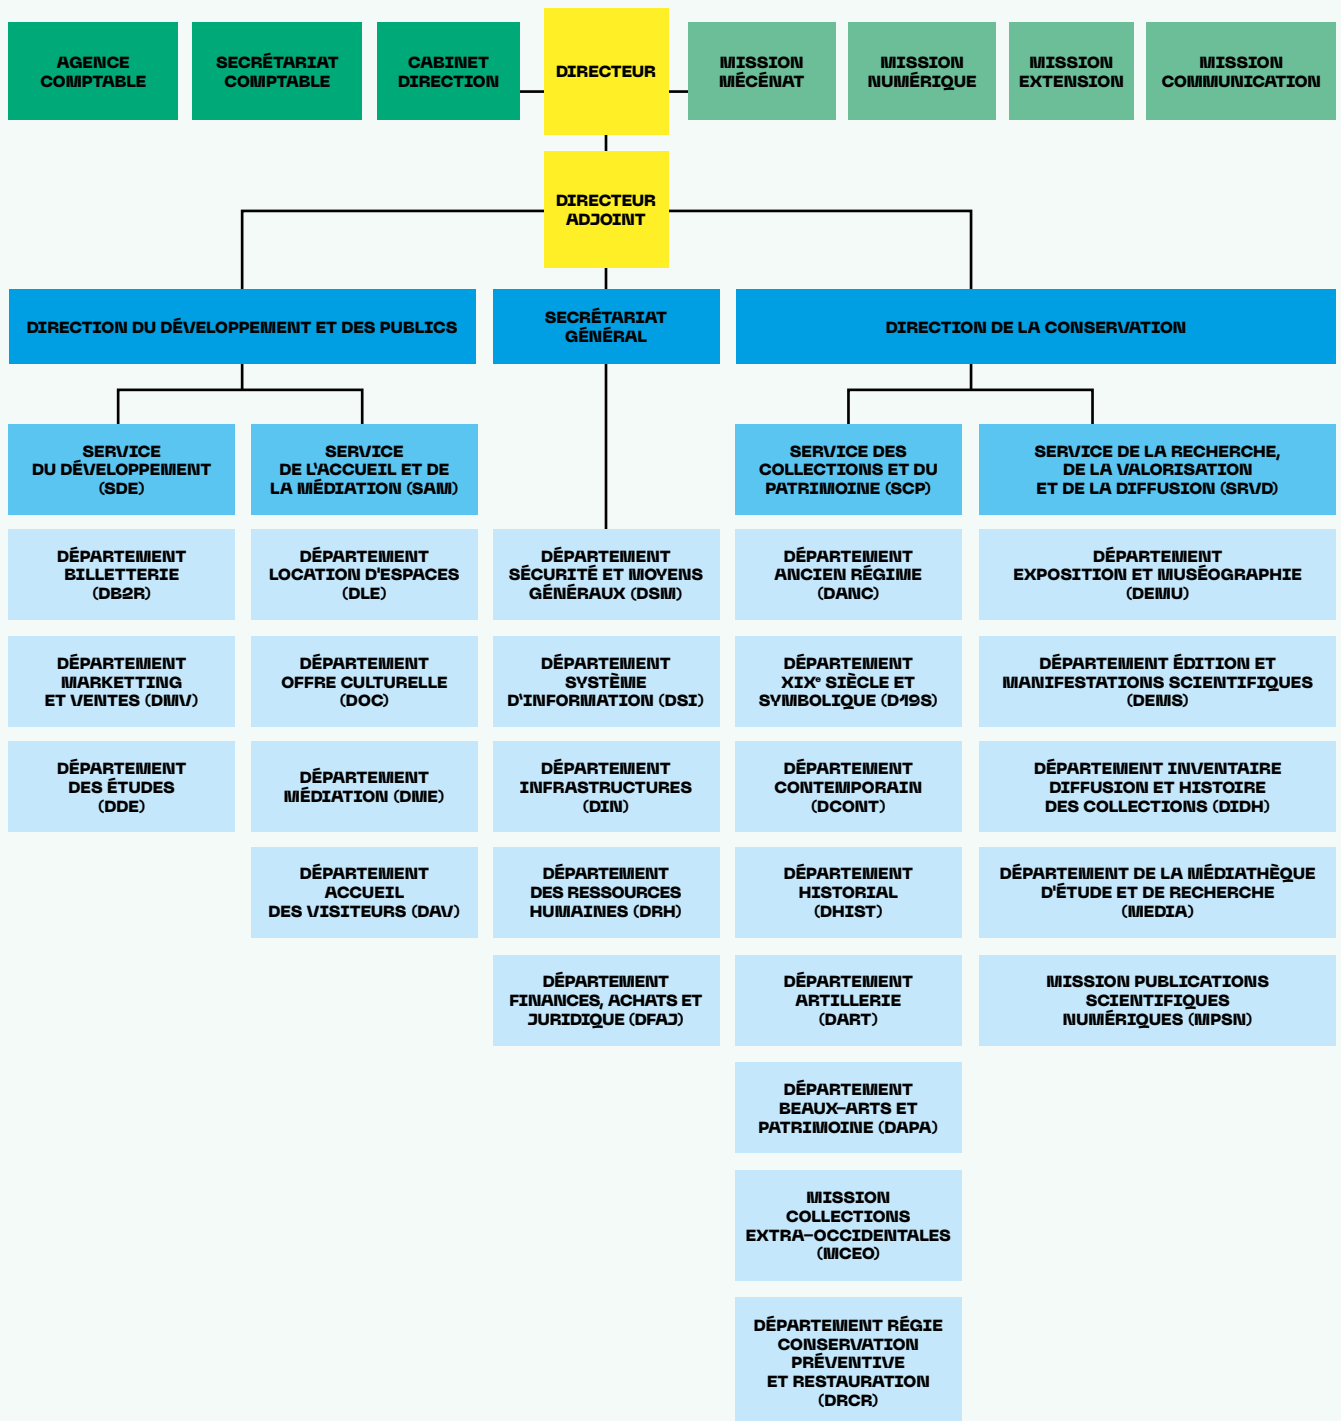 AGENCE
COMPTABLE
SECRÉTARIAT
COMPTABLE
CABINET
DIRECTION
DIRECTEUR
MISSION
MÉCÉNAT
MISSION
NUMÉRIQUE
MISSION
EXTENSION
MISSION
COMMUNICATION
DIRECTEUR
ADJOINT
DIRECTION DU DÉVELOPPEMENT ET DES PUBLICS
SECRÉTARIAT
GÉNÉRAL
DIRECTION DE LA CONSERVATION
SERVICE
DU DÉVELOPPEMENT
(SDE)
SERVICE
DE L'ACCUEIL ET DE
LA MÉDIATION (SAM)
SERVICE DES
COLLECTIONS ET DU
PATRIMOINE (SCP)
SERVICE DE LA RECHERCHE,
DE LA VALORISATION
ET DE LA DIFFUSION (SRVD)
DÉPARTEMENT
BILLETTERIE
(DB2R)
DÉPARTEMENT
LOCATION D'ESPACES
(DLE)
DÉPARTEMENT
SÉCURITÉ ET MOYENS
GÉNÉRAUX (DSM)
DÉPARTEMENT
ANCIEN RÉGIME
(DANC)
DÉPARTEMENT
EXPOSITION ET MUSÉOGRAPHIE
(DEMU)
DÉPARTEMENT
MARKETTING
ET VENTES (DMV)
DÉPARTEMENT
OFFRE CULTURELLE
(DOC)
DÉPARTEMENT
SYSTÈME
D'INFORMATION (DSI)
DÉPARTEMENT
XIXe SIÈCLE ET
SYMBOLIQUE (D19S)
DÉPARTEMENT ÉDITION ET
MANIFESTATIONS SCIENTIFIQUES
(DEMS)
DÉPARTEMENT
DES ÉTUDES
(DDE)
DÉPARTEMENT
MÉDIATION (DME)
DÉPARTEMENT
INFRASTRUCTURES
(DIN)
DÉPARTEMENT
CONTEMPORAIN
(DCONT)
DÉPARTEMENT INVENTAIRE
DIFFUSION ET HISTOIRE
DES COLLECTIONS (DIDH)
DÉPARTEMENT
ACCUEIL
DES VISITEURS (DAV)
DÉPARTEMENT
DES RESSOURCES
HUMAINES (DRH)
DÉPARTEMENT
HISTORIAL
(DHIST)
DÉPARTEMENT DE LA MÉDIATHÈQUE
D'ÉTUDE ET DE RECHERCHE
(MEDIA)
DÉPARTEMENT
FINANCES, ACHATS ET
JURIDIQUE (DFAJ)
DÉPARTEMENT
ARTILLERIE
(DART)
MISSION PUBLICATIONS
SCIENTIFIQUES
NUMÉRIQUES (MPSN)
DÉPARTEMENT
BEAUX-ARTS ET
PATRIMOINE (DAPA)
MISSION
COLLECTIONS
EXTRA-OCCIDENTALES
(MCEO)
DÉPARTEMENT RÉGIE
CONSERVATION
PRÉVENTIVE
ET RESTAURATION
(DRCR)